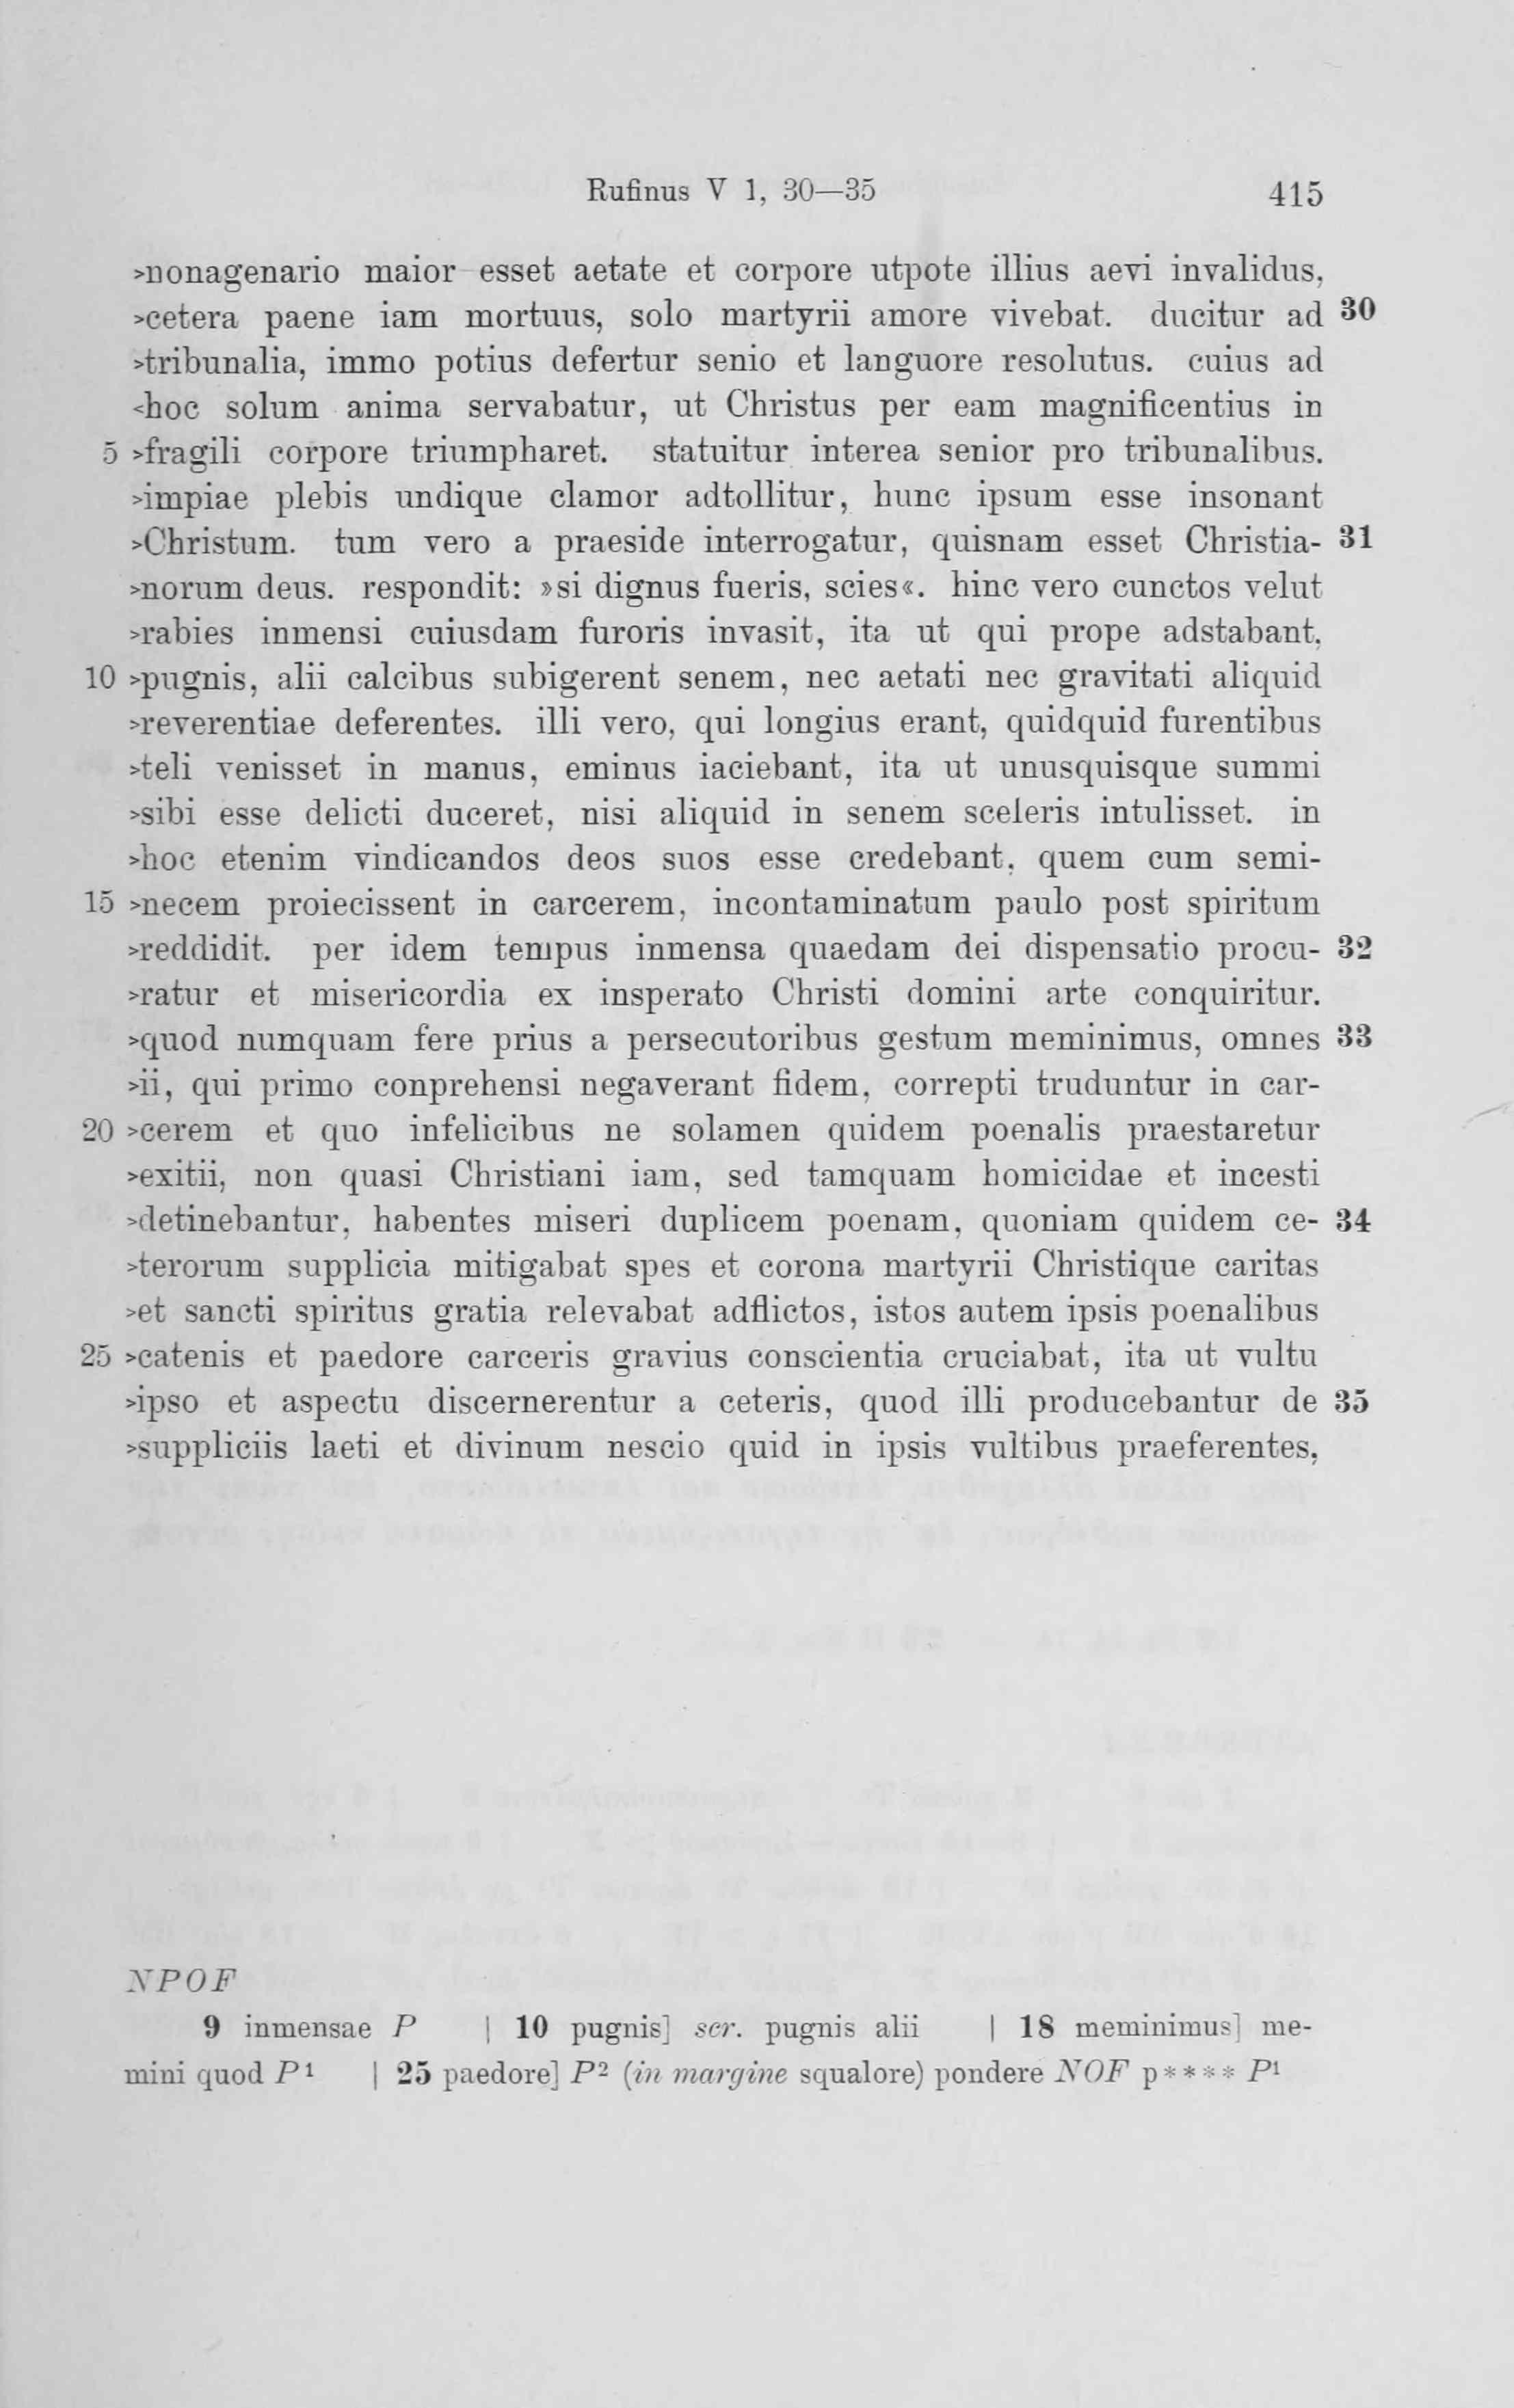 Rufinus V 1, 30—35 415
>nonagenario maior esset aetate et corpore utpote illius aevi invalidus,
>cetera paene iam mortuus, solo martyrii amore vivebat. ducitur ad 30
>tribunalia, immo potius defertur senio et languore resolutus. cuius ad
<hoc solum anima servabatur, ut Christus per eam magnificentius in
5 >fragili corpore triumpharet. statuitur interea senior pro tribunalibus.
>impiae plebis undique clamor adtollitur, hunc ipsum esse insonant
>Christum. tum vero a praeside interrogatur, quisnam esset Christia- 31
>norum deus. respondit: »si dignus fueris, scies«. hinc vero cunctos velut
>rabies inmensi cuiusdam furoris invasit, ita ut qui prope adstabant,
10 >pugnis, alii calcibus subigerent senem, nec aetati nec gravitati aliquid
>reverentiae deferentes. illi vero, qui longius erant, quidquid furentibus
>teli venisset in manus, eminus iaciebant, ita ut unusquisque summi
>sibi esse delicti duceret, nisi aliquid in senem sceleris intulisset. in
>hoc etenim vindicandos deos suos esse credebant, quem cum semi-
15 >necem proiecissent in carcerem, incontaminatum paulo post spiritum
>reddidit. per idem tempus inmensa quaedam dei dispensatio procu- 32
>ratur et misericordia ex insperato Christi domini arte conquiritur.
>quod numquam fere prius a persecutoribus gestum meminimus, omnes 33
>ii, qui primo conprehensi negaverant fidem, correpti truduntur in car-
20 >cerem et quo infelicibus ne solamen quidem poenalis praestaretur
>exitii, non quasi Christiani iam, sed tamquam homicidae et incesti
>detinebantur, habentes miseri duplicem poenam, quoniam quidem ce- 34
>terorum supplicia mitigabat spes et corona martyrii Christique caritas
>et sancti spiritus gratia relevabat adflictos, istos autem ipsis poenalibus
25 >catenis et paedore carceris gravius conscientia cruciabat, ita ut vultu
>ipso et aspectu discernerentur a ceteris, quod illi producebantur de 35
>suppliciis laeti et divinum nescio quid in ipsis vultibus praeferentes,
NPOF
9 inmensae P | 10 pugnis] scr. pugnis alii | 18 meminimus] me-
mini quod P¹ | 25 paedore] P² (in margine squalore) pondere NOF p**** P¹